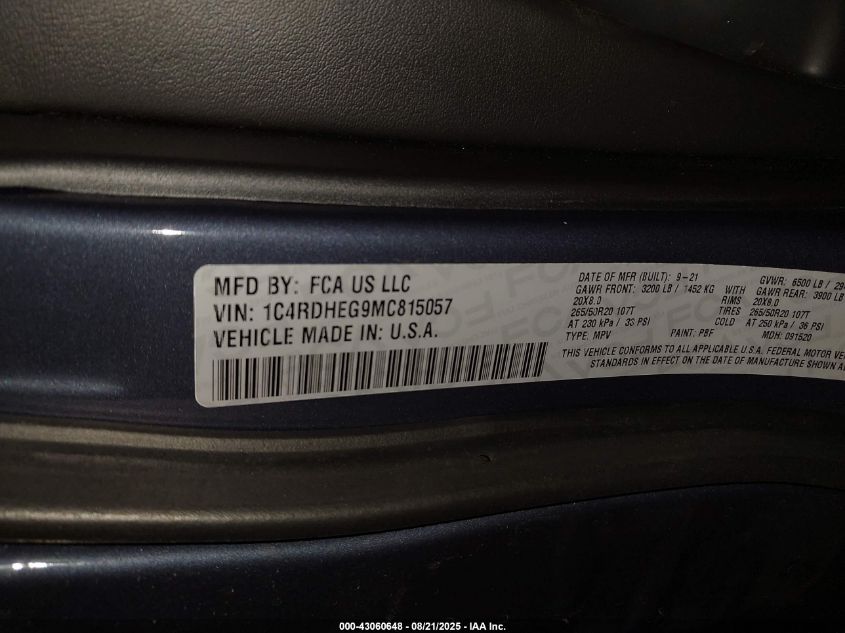 MFD BY: FCA US LLC
VIN: 1C4RDHEG9MC815057
VEHICLE MADE IN: U.S.A.
DATE OF MFR (BUILT): 9-21 GVWR: 6500 LB /
GAWR FRONT: 3200 LB / 1452 KG WITH GAWR REAR: 3900 LB /
20X8.0 RIMS 20X8.0
265/50R20 107T TIRES 265/50R20 107T
AT 230 kPa / 33 PSI COLD AT 250 kPa / 36 PSI
TYPE: MPV PAINT: PBF MDH: 091520
THIS VEHICLE CONFORMS TO ALL APPLICABLE U.S.A. FEDERAL MOTOR
STANDARDS IN EFFECT ON THE DATE OF MANUFACTURE SHOWN
000-43060648 - 08/21/2025 - IAA Inc.